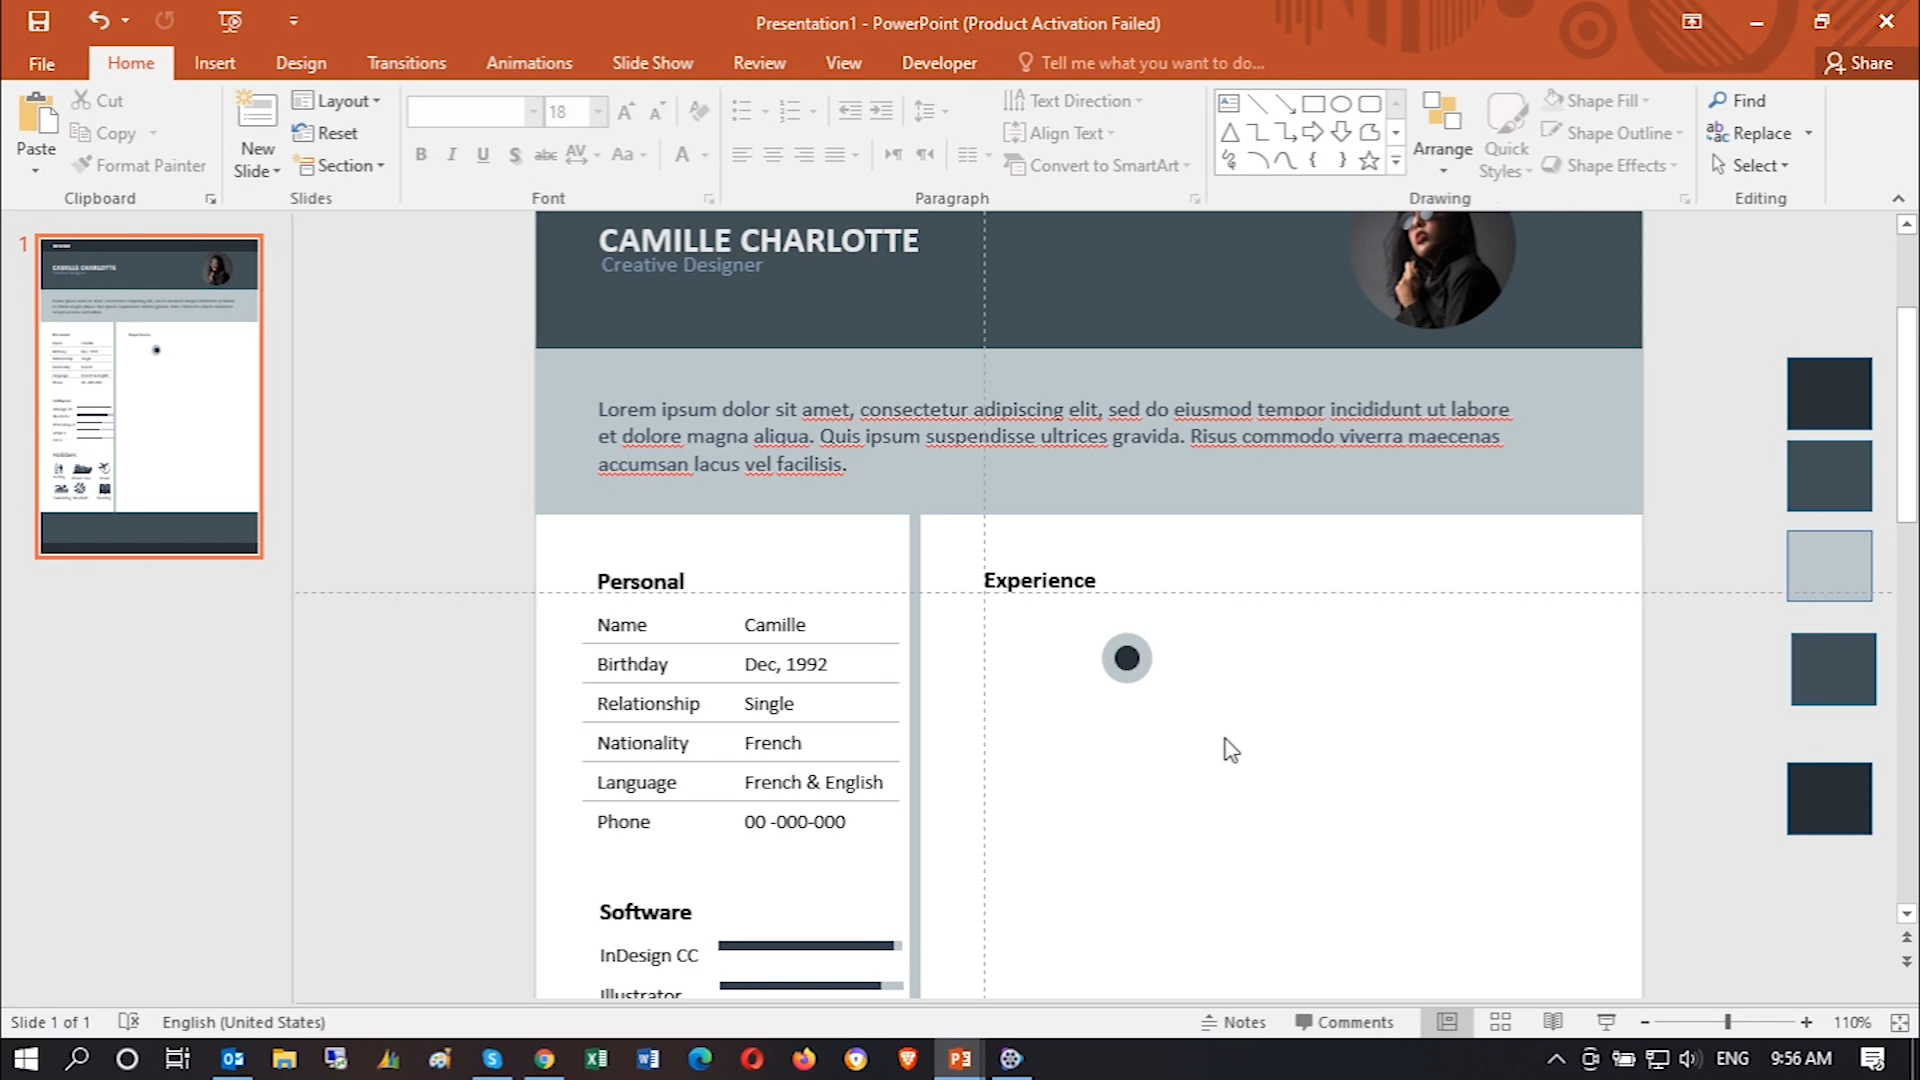 Presentation1 - PowerPoint (Product Activation Failed)
File Home Insert Design Transitions Animations Slide Show Review View Developer Tell me what you want to do... Share
Paste Cut Copy Format Painter
Clipboard
New Slide Layout Reset Section
Slides
18
B I U S abc AV Aa A
Font
Text Direction
Align Text
Convert to SmartArt
Paragraph
Arrange Quick Styles Shape Fill
Shape Outline
Shape Effects
Drawing
Find
Replace
Select
Editing
1
CAMILLE CHARLOTTE
Creative Designer
Lorem ipsum dolor sit amet, consectetur adipiscing elit, sed do eiusmod tempor incididunt ut labore
et dolore magna aliqua. Quis ipsum suspendisse ultrices gravida. Risus commodo viverra maecenas
accumsan lacus vel facilisis.
Personal
Name Camille
Birthday Dec, 1992
Relationship Single
Nationality French
Language French & English
Phone 00 -000-000
Experience
Software
InDesign CC
Illustrator
Slide 1 of 1 English (United States) Notes Comments 110%
ENG 9:56 AM